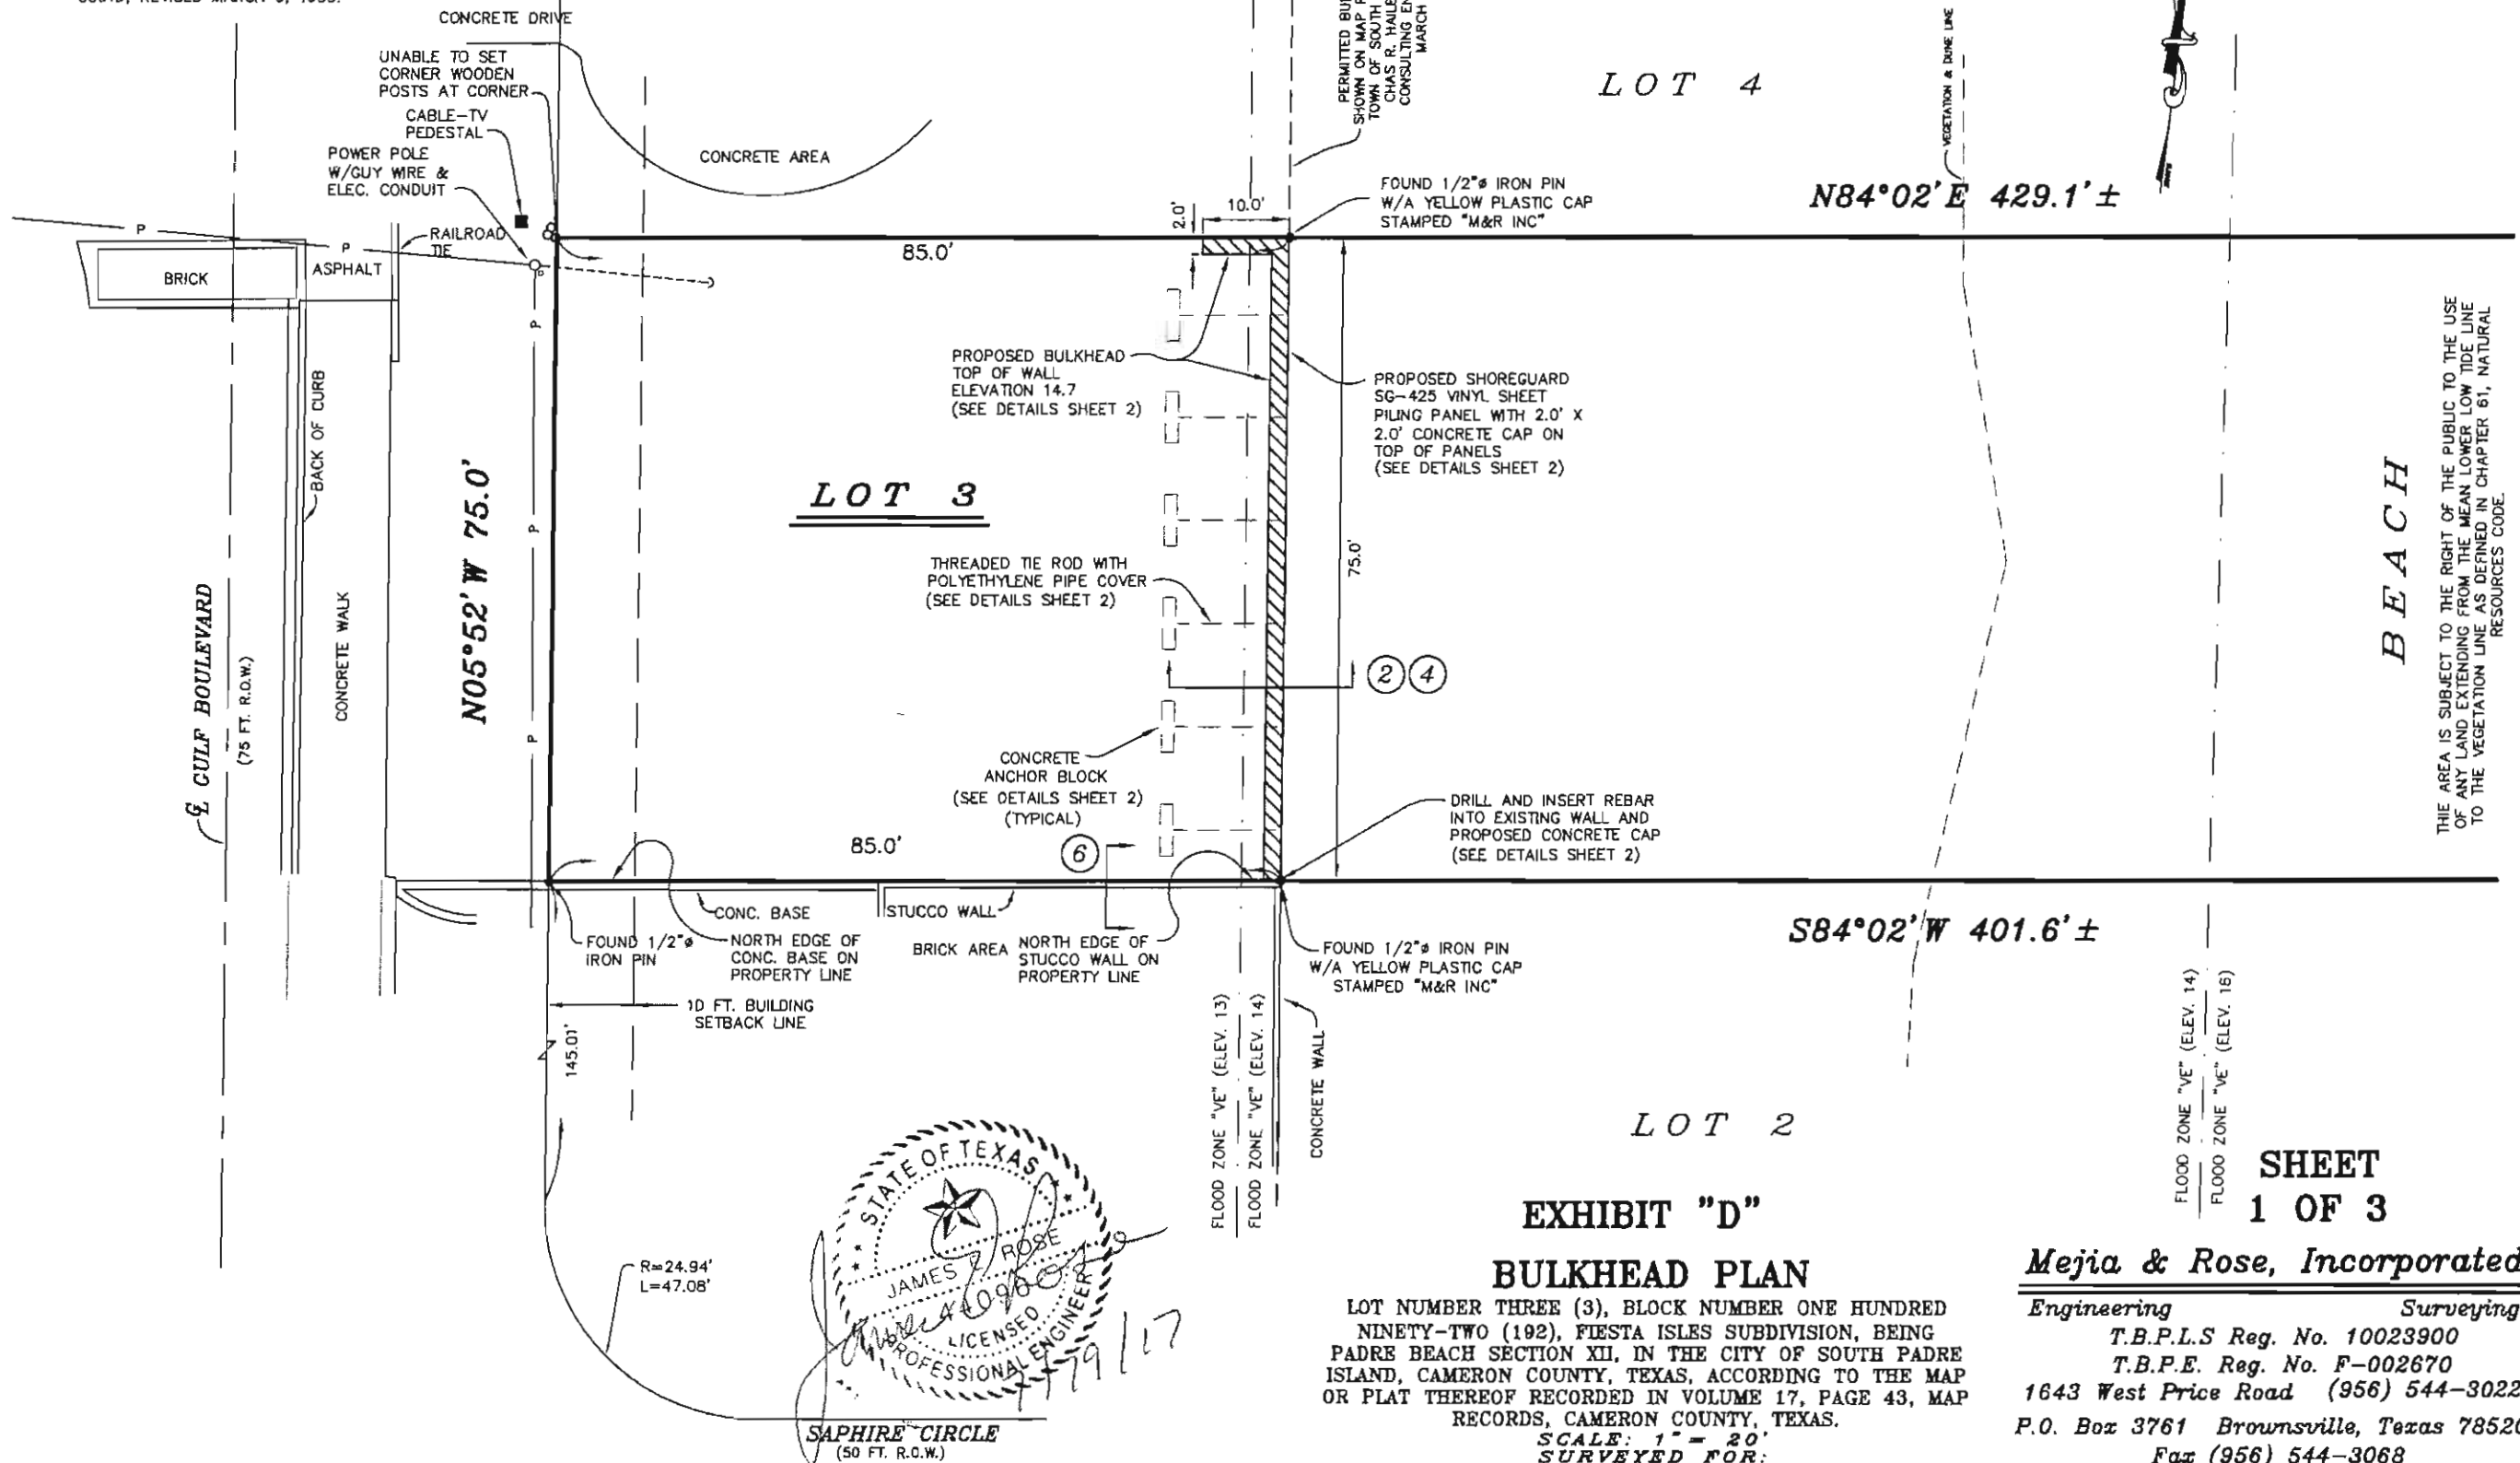 CONCRETE DRIVE
UNABLE TO SET
CORNER WOODEN
POSTS AT CORNER
CABLE-TV
PEDESTAL
POWER POLE
W/GUY WIRE &
ELEC. CONDUIT
CONCRETE AREA
P
P
RAILROAD
TIE
BRICK
ASPHALT
P
P
P
BACK OF CURB
CONCRETE WALK
℄ GULF BOULEVARD
(75 FT. R.O.W.)
N05°52'W 75.0'
85.0'
2.0'
10.0'
SHOWN ON MAP
TOWN OF SOUTH
CHAS R.
MARCH
LOT 4
VEGETATION & DUNE LINE
FOUND 1/2"ø IRON PIN
W/A YELLOW PLASTIC CAP
STAMPED "M&R INC"
N84°02'E 429.1'±
PROPOSED BULKHEAD
TOP OF WALL
ELEVATION 14.7
(SEE DETAILS SHEET 2)
PROPOSED SHOREGUARD
SG-425 VINYL SHEET
PILING PANEL WITH 2.0' X
2.0' CONCRETE CAP ON
TOP OF PANELS
(SEE DETAILS SHEET 2)
LOT 3
THREADED TIE ROD WITH
POLYETHYLENE PIPE COVER
(SEE DETAILS SHEET 2)
75.0'
2 4
CONCRETE
ANCHOR BLOCK
(SEE DETAILS SHEET 2)
(TYPICAL)
6
85.0'
DRILL AND INSERT REBAR
INTO EXISTING WALL AND
PROPOSED CONCRETE CAP
(SEE DETAILS SHEET 2)
BEACH
THIE AREA IS SUBJECT TO THE RIGHT OF THE PUBLIC TO THE USE
OF ANY LAND EXTENDING FROM THE MEAN LOWER LOW TIDE LINE
TO THE VEGETATION LINE AS DEFINED IN CHAPTER 61, NATURAL
RESOURCES CODE.
CONC. BASE
STUCCO WALL
FOUND 1/2"ø
IRON PIN
NORTH EDGE OF
CONC. BASE ON
PROPERTY LINE
BRICK AREA
NORTH EDGE OF
STUCCO WALL ON
PROPERTY LINE
FOUND 1/2"ø IRON PIN
W/A YELLOW PLASTIC CAP
STAMPED "M&R INC"
S84°02'W 401.6'±
10 FT. BUILDING
SETBACK LINE
145.01'
FLOOD ZONE "VE" (ELEV. 13)
FLOOD ZONE "VE" (ELEV. 14)
CONCRETE WALL
FLOOD ZONE "VE" (ELEV. 14)
FLOOD ZONE "VE" (ELEV. 16)
LOT 2
R=24.94'
L=47.08'
STATE OF TEXAS
JAMES E ROSE
LICENSED
PROFESSIONAL ENGINEER
SAPHIRE CIRCLE
(50 FT. R.O.W.)
EXHIBIT "D"
BULKHEAD PLAN
LOT NUMBER THREE (3), BLOCK NUMBER ONE HUNDRED
NINETY-TWO (192), FIESTA ISLES SUBDIVISION, BEING
PADRE BEACH SECTION XII, IN THE CITY OF SOUTH PADRE
ISLAND, CAMERON COUNTY, TEXAS, ACCORDING TO THE MAP
OR PLAT THEREOF RECORDED IN VOLUME 17, PAGE 43, MAP
RECORDS, CAMERON COUNTY, TEXAS.
SCALE: 1" = 20'
SURVEYED FOR:
SHEET
1 OF 3
Mejia & Rose, Incorporated
Engineering Surveying
T.B.P.L.S Reg. No. 10023900
T.B.P.E. Reg. No. F-002670
1643 West Price Road (956) 544-3022
P.O. Box 3761 Brownsville, Texas 78520
Fax (956) 544-3068